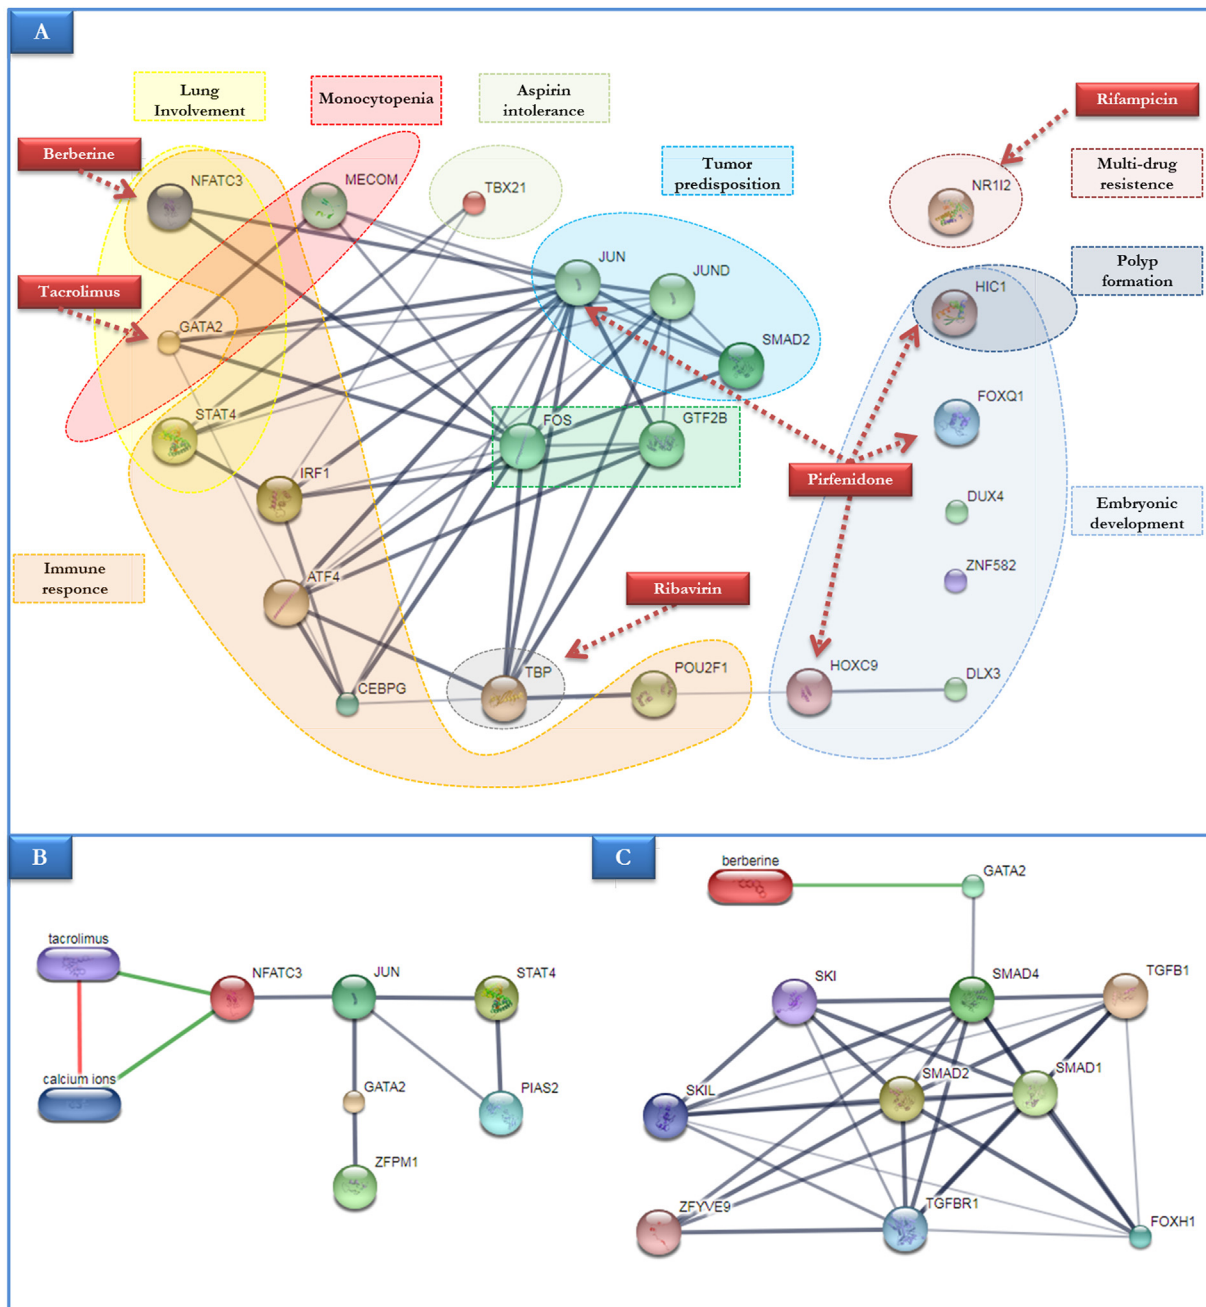 A
Lung
Involvement
Monocytopenia
Aspirin
intolerance
Rifampicin
Berberine
Tumor
predisposition
Multi-drug
resistence
NFATC3
MECOM
TBX21
NR1I2
Polyp
formation
Tacrolimus
JUN
JUND
HIC1
GATA2
SMAD2
STAT4
FOS
GTF2B
FOXQ1
IRF1
Pirfenidone
DUX4
Embryonic
development
Immune
responce
ATF4
Ribavirin
ZNF582
CEBPG
TBP
POU2F1
HOXC9
DLX3
B
tacrolimus
NFATC3
JUN
STAT4
calcium ions
GATA2
PIAS2
ZFPM1
C
berberine
GATA2
SKI
SMAD4
TGFB1
SKIL
SMAD2
SMAD1
ZFYVE9
TGFBR1
FOXH1